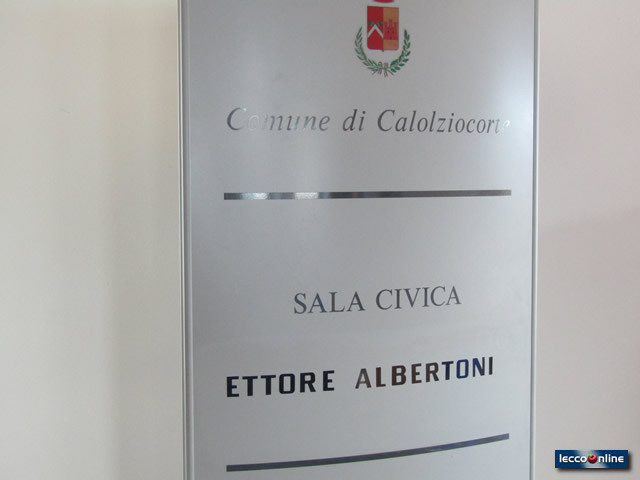 Comune di Calolziocorte
SALA CIVICA
ETTORE ALBERTONI
leccoonline